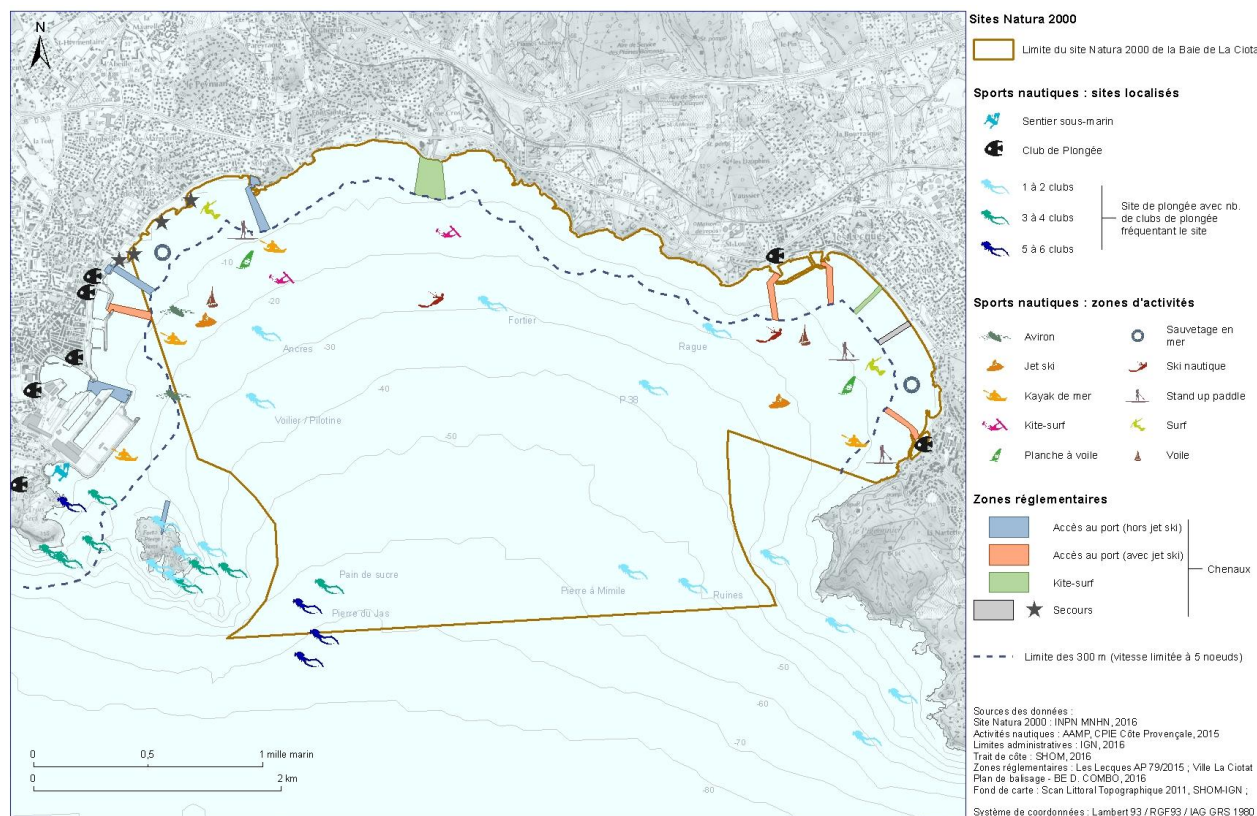 N
-10
-20
-30
-40
-50
-50
-60
-70
-80
Fortier
Ancres
Rague
P 38
Voilier / Pilotine
Pain de sucre
Pierre du Jas
Pierre à Mimile
Ruines
0 0,5 1 mille marin
0 2 km
Sites Natura 2000
Limite du site Natura 2000 de la Baie de La Ciota
Sports nautiques : sites localisés
Sentier sous-marin
Club de Plongée
1 à 2 clubs
3 à 4 clubs
5 à 6 clubs
Site de plongée avec nb.
de clubs de plongée
fréquentant le site
Sports nautiques : zones d'activités
Aviron
Jet ski
Kayak de mer
Kite-surf
Planche à voile
Sauvetage en
mer
Ski nautique
Stand up paddle
Surf
Voile
Zones réglementaires
Accès au port (hors jet ski)
Accès au port (avec jet ski)
Kite-surf
Secours
Chenaux
Limite des 300 m (vitesse limitée à 5 noeuds)
Sources des données :
Site Natura 2000 : INPN MNHN, 2016
Activités nautiques : AAMP, CPIE Côte Provençale, 2015
Limites administratives : IGN, 2016
Trait de côte : SHOM, 2016
Zones réglementaires : Les Lecques AP 79/2015 ; Ville La Ciotat
Plan de balisage - BE D. COMBO, 2016
Fond de carte : Scan Littoral Topographique 2011, SHOM-IGN ;
Système de coordonnées : Lambert 93 / RGF93 / IAG GRS 1980